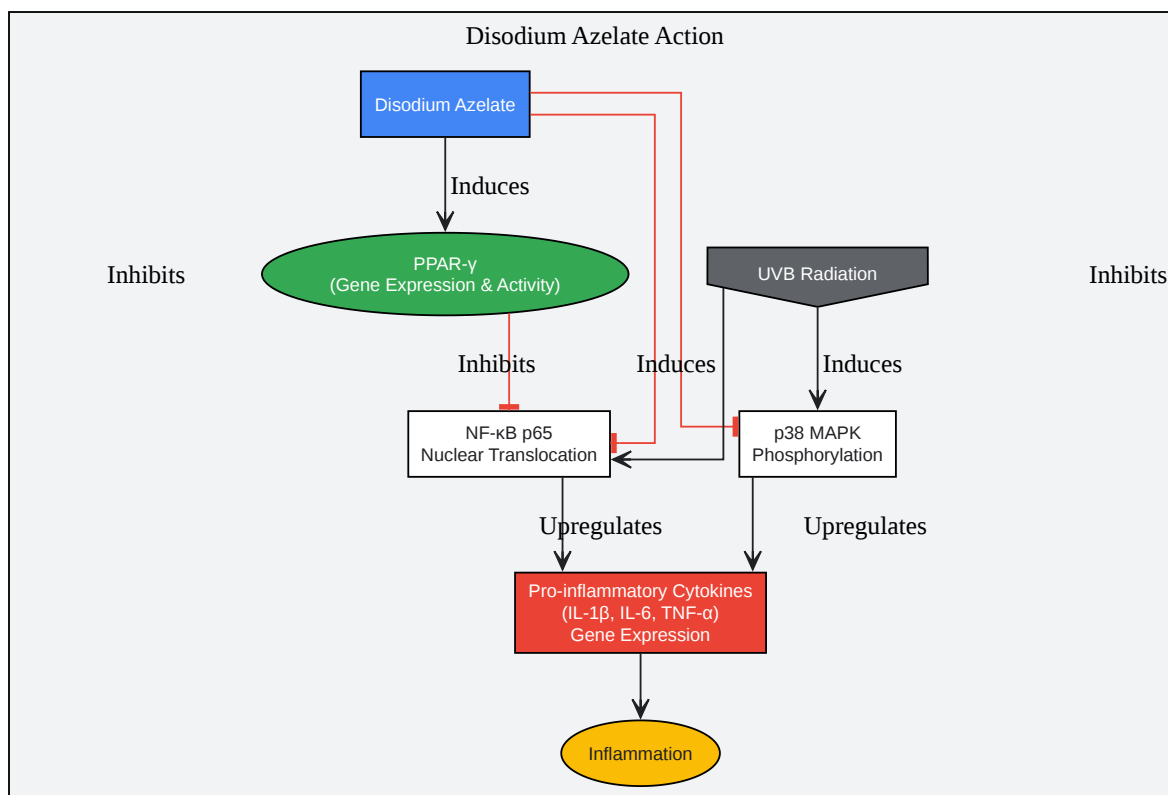 Disodium Azelate Action
Disodium Azelate
Induces
PPAR-γ
(Gene Expression & Activity)
Inhibits
UVB Radiation
Inhibits
Inhibits
Induces
Induces
NF-κB p65
Nuclear Translocation
p38 MAPK
Phosphorylation
Upregulates
Upregulates
Pro-inflammatory Cytokines
(IL-1β, IL-6, TNF-α)
Gene Expression
Inflammation